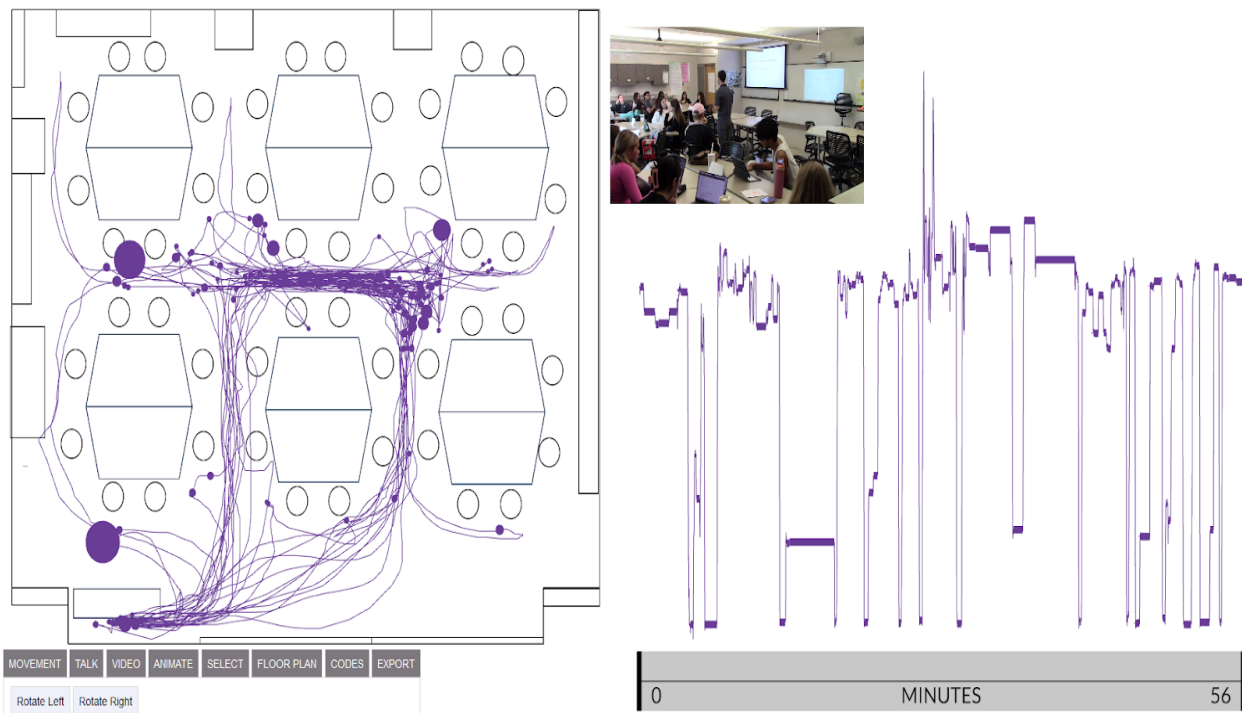 MOVEMENT TALK VIDEO ANIMATE SELECT FLOOR PLAN CODES EXPORT
Rotate Left Rotate Right
0 MINUTES 56